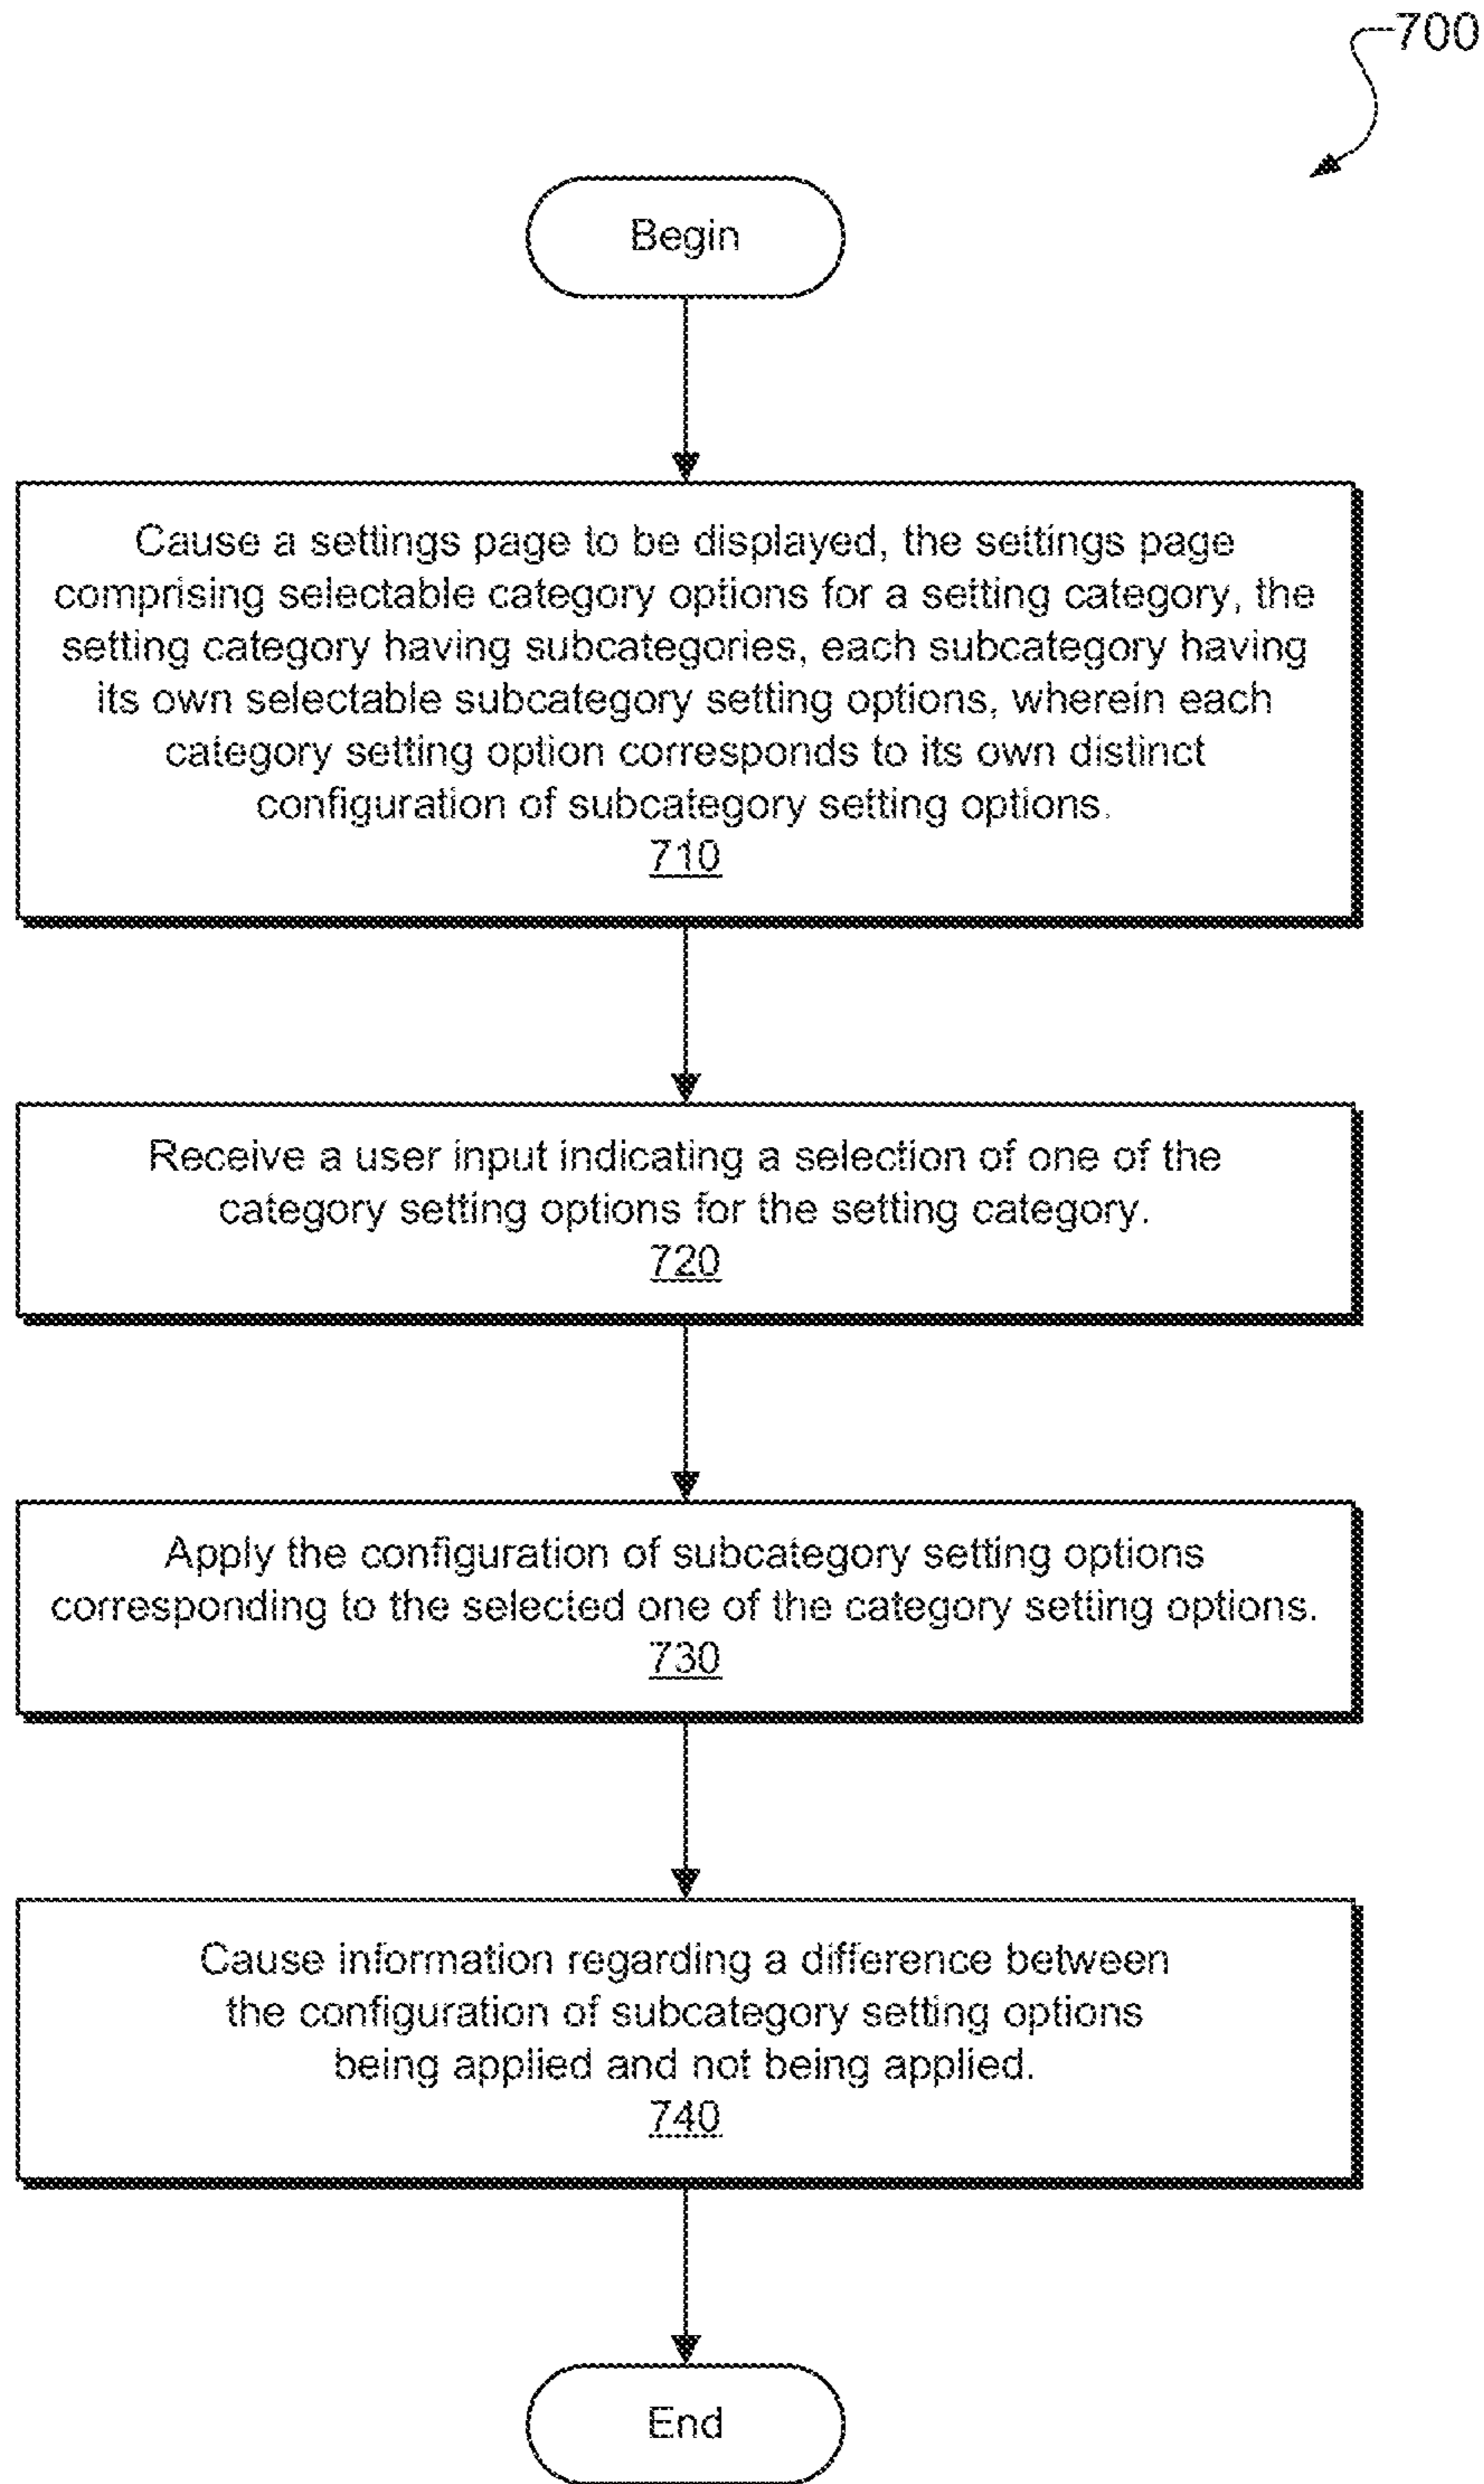 700
Begin
Cause a settings page to be displayed, the settings page
comprising selectable category options for a setting category, the
setting category having subcategories, each subcategory having
its own selectable subcategory setting options, wherein each
category setting option corresponds to its own distinct
configuration of subcategory setting options.
710
Receive a user input indicating a selection of one of the
category setting options for the setting category.
720
Apply the configuration of subcategory setting options
corresponding to the selected one of the category setting options.
730
Cause information regarding a difference between
the configuration of subcategory setting options
being applied and not being applied.
740
End